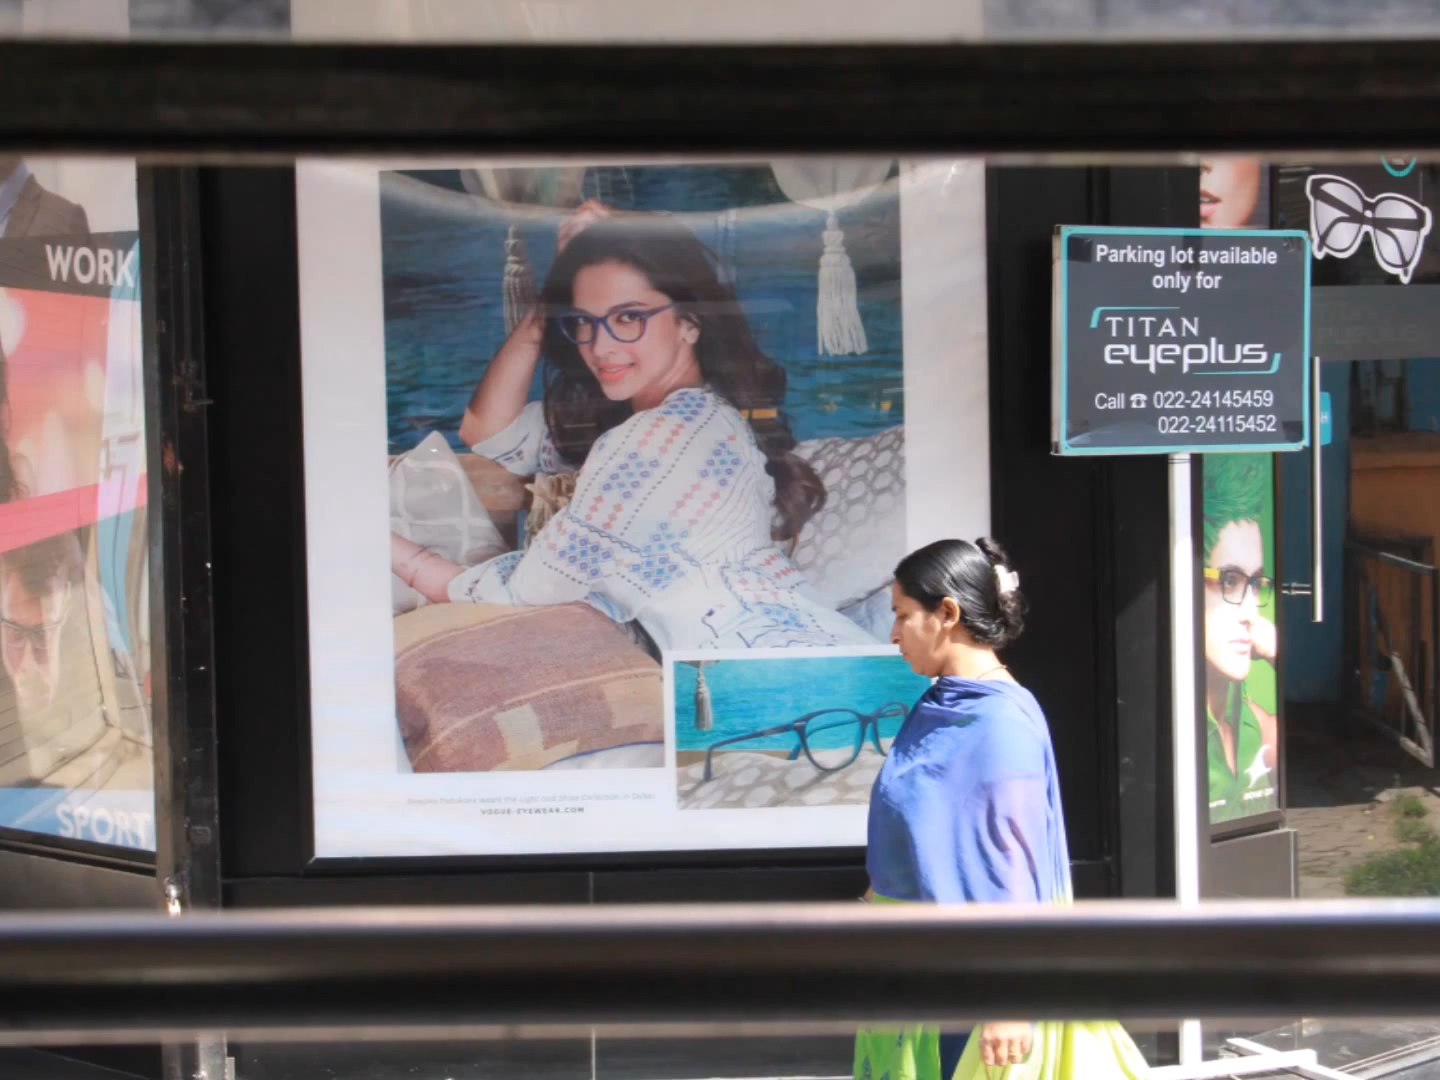 WORK
SPORT
VOGUE-EYEWEAR.COM
Parking lot available
only for
TITAN
eyeplus
Call ☎ 022-24145459
022-24115452